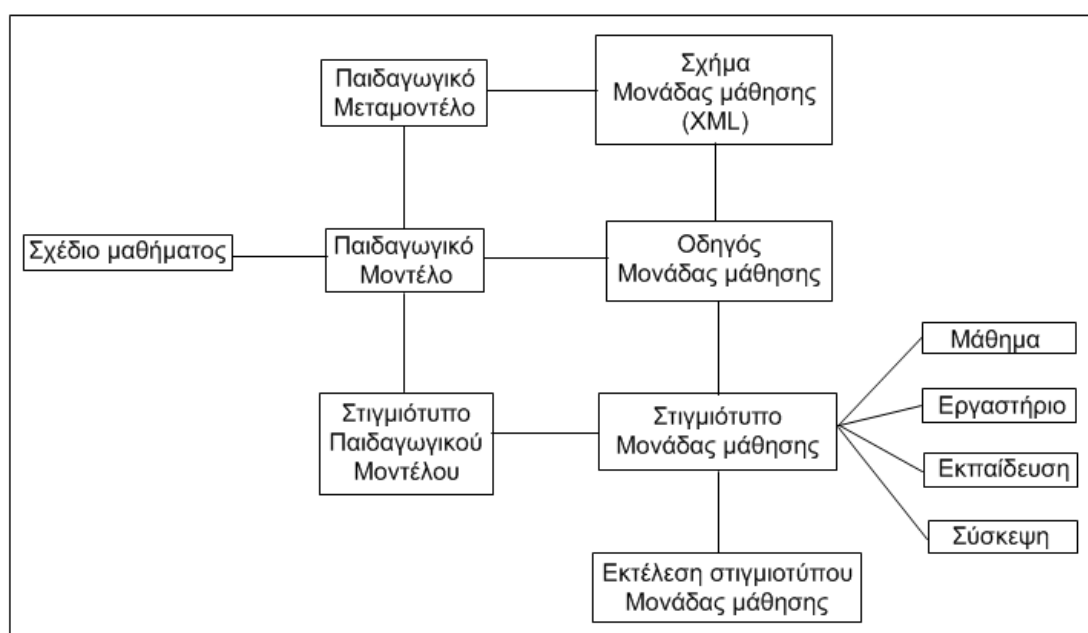 Παιδαγωγικό
Μεταμοντέλο
Σχήμα
Μονάδας μάθησης
(XML)
Σχέδιο μαθήματος
Παιδαγωγικό
Μοντέλο
Οδηγός
Μονάδας μάθησης
Στιγμιότυπο
Παιδαγωγικού
Μοντέλου
Στιγμιότυπο
Μονάδας μάθησης
Μάθημα
Εργαστήριο
Εκπαίδευση
Σύσκεψη
Εκτέλεση στιγμιοτύπου
Μονάδας μάθησης